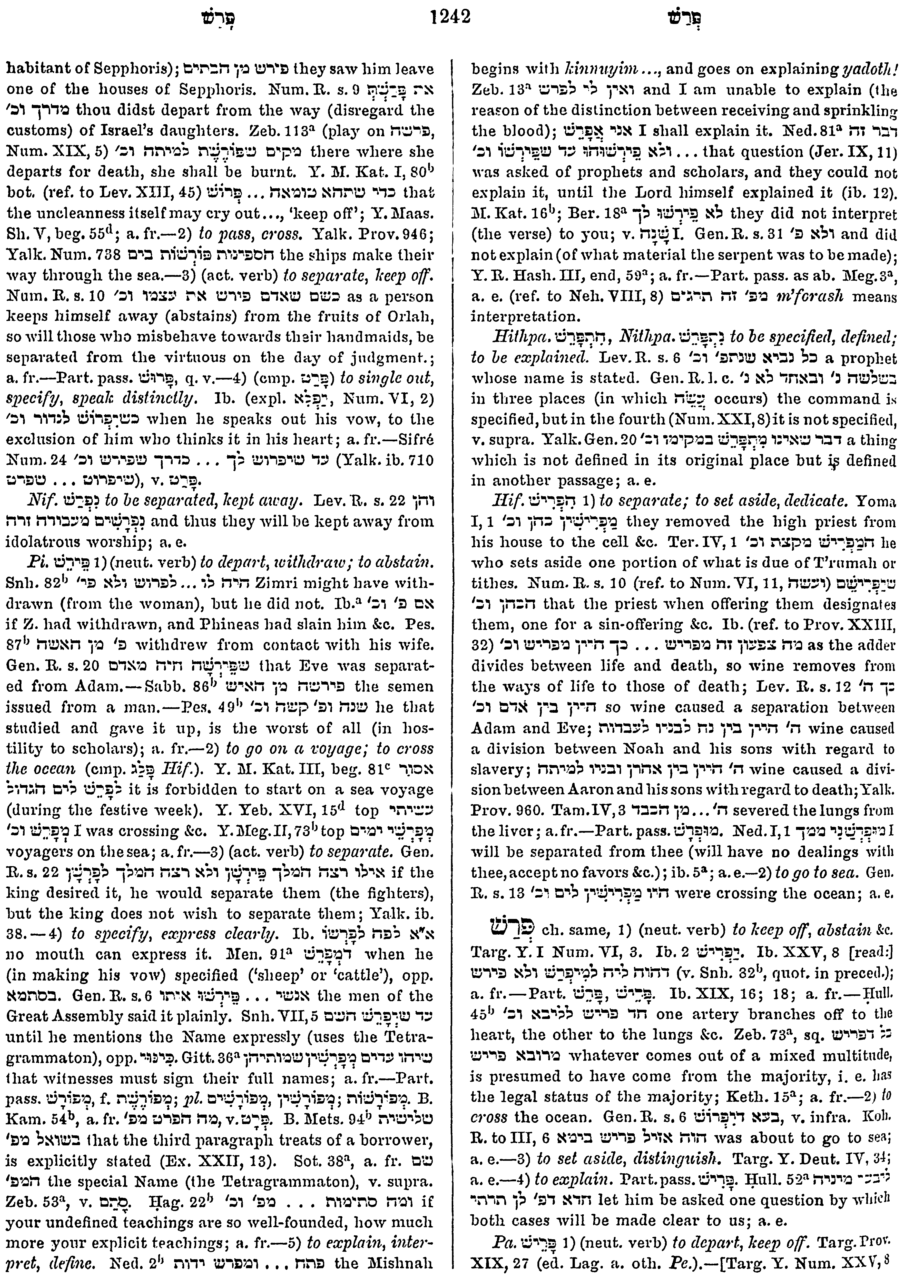 פָּרַשׁ 1242 פְּרַשׁ
habitant of Sepphoris); פירש מן הבתים they saw him leave
one of the houses of Sepphoris. Num. R. s. 9 את פָּרַשְׁתְּ
מדרך וכ׳ thou didst depart from the way (disregard the
customs) of Israel's daughters. Zeb. 113ᵃ (play on פרשה,
Num. XIX, 5) מקים שפּוֹרֶשֶׁת למיתה וכ׳ there where she
departs for death, she shall be burnt. Y. M. Kat. I, 80ᵇ
bot. (ref. to Lev. XIII, 45) כדי שתהא טומאה ... פְּרוֹשׁ that
the uncleanness itself may cry out..., 'keep off'; Y. Maas.
Sh. V, beg. 55ᵈ; a. fr.—2) to pass, cross. Yalk. Prov. 946;
Yalk. Num. 738 הספינות פּוֹרְשׁוֹת בים the ships make their
way through the sea.—3) (act. verb) to separate, keep off.
Num. R. s. 10 כשם שאדם פירש את עצמו וכ׳ as a person
keeps himself away (abstains) from the fruits of Orlah,
so will those who misbehave towards their handmaids, be
separated from the virtuous on the day of judgment.;
a. fr.—Part. pass. פָּרוּשׁ, q. v.—4) (cmp. פָּרַט) to single out,
specify, speak distinctly. Ib. (expl. יַפְלִא, Num. VI, 2)
כשיִפְרוֹשׁ לנדור וכ׳ when he speaks out his vow, to the
exclusion of him who thinks it in his heart; a. fr.—Sifré
Num. 24 עד שיפרוש לך ... כדרך שפירש וכ׳ (Yalk. ib. 710
שיפרוט ... שפרט), v. פָּרַט.
Nif. נִפְרַשׁ to be separated, kept away. Lev. R. s. 22 והן
נִפְרָשִׁים מעבודה זרה and thus they will be kept away from
idolatrous worship; a. e.
Pi. פֵּירֵשׁ 1) (neut. verb) to depart, withdraw; to abstain.
Snh. 82ᵇ היה לו ... לפרוש ולא פי׳ Zimri might have with-
drawn (from the woman), but he did not. Ib.ᵃ אם פ׳ וכ׳
if Z. had withdrawn, and Phineas had slain him &c. Pes.
87ᵇ פ׳ מן האשה withdrew from contact with his wife.
Gen. R. s. 20 שפֵּירְשָׁה חיה מאדם that Eve was separat-
ed from Adam.—Sabb. 86ᵇ פירשה מן האיש the semen
issued from a man.—Pes. 49ᵇ שנה ופ׳ קשה וכ׳ he that
studied and gave it up, is the worst of all (in hos-
tility to scholars); a. fr.—2) to go on a voyage; to cross
the ocean (cmp. פָּלַג Hif.). Y. M. Kat. III, beg. 81ᶜ אסור
לפָרֵשׁ לים הגדול it is forbidden to start on a sea voyage
(during the festive week). Y. Yeb. XVI, 15ᵈ top עשיתי
מְפָרֵשׁ וכ׳ I was crossing &c. Y. Meg. II, 73ᵇ top מְפָרְשֵׁי ימים
voyagers on the sea; a. fr.—3) (act. verb) to separate. Gen.
R. s. 22 אילו רצה המלך פֵּירְשָׁן ולא רצה המלך לפָרְשָׁן if the
king desired it, he would separate them (the fighters),
but the king does not wish to separate them; Yalk. ib.
38.—4) to specify, express clearly. Ib. א״א לפה לפָרְשוֹ
no mouth can express it. Men. 91ᵃ דמְפָרֵשׁ when he
(in making his vow) specified ('sheep' or 'cattle'), opp.
בסתמא. Gen. R. s. 6 אנשי ... פֵּירְשׁוּ אותו the men of the
Great Assembly said it plainly. Snh. VII, 5 עד שיְפָרֵשׁ השם
until he mentions the Name expressly (uses the Tetra-
grammaton), opp. כִּינּוּי. Gitt. 36ᵃ שיהו עדים מְפָרְשִׁין שמותיהן
that witnesses must sign their full names; a. fr.—Part.
pass. מְפוֹרָשׁ, f. מְפוֹרֶשֶׁת; pl. מְפוֹרָשִׁים, מְפוֹרָשִׁין; מְפוֹרָשׁוֹת. B.
Kam. 54ᵇ, a. fr. מה הפרט מפ׳, v. פְּרָט. B. Mets. 94ᵇ שלישית
בשואל מפ׳ that the third paragraph treats of a borrower,
is explicitly stated (Ex. XXII, 13). Sot. 38ᵃ, a. fr. שם
המפ׳ the special Name (the Tetragrammaton), v. supra.
Zeb. 53ᵃ, v. סָתַם. Hag. 22ᵇ ומה סתימות ... מפ׳ וכ׳ if
your undefined teachings are so well-founded, how much
more your explicit teachings; a. fr.—5) to explain, inter-
pret, define. Ned. 2ᵇ פתח ... ומפרש ידות the Mishnah
begins with kinnuyim ..., and goes on explaining yadoth!
Zeb. 13ᵃ ואין לי לפרש and I am unable to explain (the
reason of the distinction between receiving and sprinkling
the blood); אני אֲפָרֵשׁ I shall explain it. Ned. 81ᵃ דבר זה
... ולא פֵּירְשׁוּהוּ עד שפֵּירְשׁוֹ וכ׳ that question (Jer. IX, 11)
was asked of prophets and scholars, and they could not
explain it, until the Lord himself explained it (ib. 12).
M. Kat. 16ᵇ; Ber. 18ᵃ לא פֵּירְשׁוּ לך they did not interpret
(the verse) to you; v. שָׁנָה I. Gen. R. s. 31 ולא פ׳ and did
not explain (of what material the serpent was to be made);
Y. R. Hash. III, end, 59ᵃ; a. fr.—Part. pass. as ab. Meg. 3ᵃ,
a. e. (ref. to Neh. VIII, 8) מפ׳ זה תרגום m'forash means
interpretation.
Hithpa. הִתְפָּרֵשׁ, Nithpa. נִתְפָּרֵשׁ to be specified, defined;
to be explained. Lev. R. s. 6 כל נביא שנתפ׳ וכ׳ a prophet
whose name is stated. Gen. R. l. c. בשלשה נ׳ ובאחד לא נ׳
in three places (in which עֲשֵׂה occurs) the command is
specified, but in the fourth (Num. XXI, 8) it is not specified,
v. supra. Yalk. Gen. 20 דבר שאינו מִתְפָּרֵשׁ במקומו וכ׳ a thing
which is not defined in its original place but is defined
in another passage; a. e.
Hif. הִפְרִישׁ 1) to separate; to set aside, dedicate. Yoma
I, 1 מַפְרִישִׁין כהן וכ׳ they removed the high priest from
his house to the cell &c. Ter. IV, 1 הַמַּפְרִישׁ מקצת וכ׳ he
who sets aside one portion of what is due of T'rumah or
tithes. Num. R. s. 10 (ref. to Num. VI, 11, ועשה) שיַּפְרִישֵׁם
הכהן וכ׳ that the priest when offering them designates
them, one for a sin-offering &c. Ib. (ref. to Prov. XXIII,
32) מה צפעון זה מפריש ... כך היין מפריש וכ׳ as the adder
divides between life and death, so wine removes from
the ways of life to those of death; Lev. R. s. 12 כך ה׳
היין בין אדם וכ׳ so wine caused a separation between
Adam and Eve; ה׳ היין בין נח לבניו לעבדות wine caused
a division between Noah and his sons with regard to
slavery; ה׳ היין בין אהרן ובניו למיתה wine caused a divi-
sion between Aaron and his sons with regard to death; Yalk.
Prov. 960. Tam. IV, 3 ה׳... מן הכבד severed the lungs from
the liver; a. fr.—Part. pass. מוּפְרָשׁ. Ned. I, 1 מוּפְרְשַׁנִי ממך I
will be separated from thee (will have no dealings with
thee, accept no favors &c.); ib. 5ᵃ; a. e.—2) to go to sea. Gen.
R. s. 13 היו מַפְרִישִׁין לים וכ׳ were crossing the ocean; a. e.
פְּרַשׁ ch. same, 1) (neut. verb) to keep off, abstain &c.
Targ. Y. I Num. VI, 3. Ib. 2 יַפְרִישׁ. Ib. XXV, 8 [read:]
דהוה ליה למִיפְרַשׁ ולא פירש (v. Snh. 32ᵇ, quot. in preced.);
a. fr.—Part. פָּרֵישׁ, פָּרֵשׁ. Ib. XIX, 16; 18; a. fr.—Ḥull.
45ᵇ חד פריש לליבא וכ׳ one artery branches off to the
heart, the other to the lungs &c. Zeb. 73ᵃ, sq. כל דפריש
מרובא פריש whatever comes out of a mixed multitude,
is presumed to have come from the majority, i. e. has
the legal status of the majority; Keth. 15ᵃ; a. fr.—2) to
cross the ocean. Gen. R. s. 6 בעא דיִפְרוֹשׁ, v. infra. Koh.
R. to III, 6 הוה אזיל פריש בימא was about to go to sea;
a. e.—3) to set aside, distinguish. Targ. Y. Deut. IV, 34;
a. e.—4) to explain. Part. pass. פָּרִישׁ. Ḥull. 52ᵃ ליבעי מיניה
חדא דפ׳ לן תרתי let him be asked one question by which
both cases will be made clear to us; a. e.
Pa. פָּרֵישׁ 1) (neut. verb) to depart, keep off. Targ. Prov.
XIX, 27 (ed. Lag. a. oth. Pe.).—[Targ. Y. Num. XXV, 8